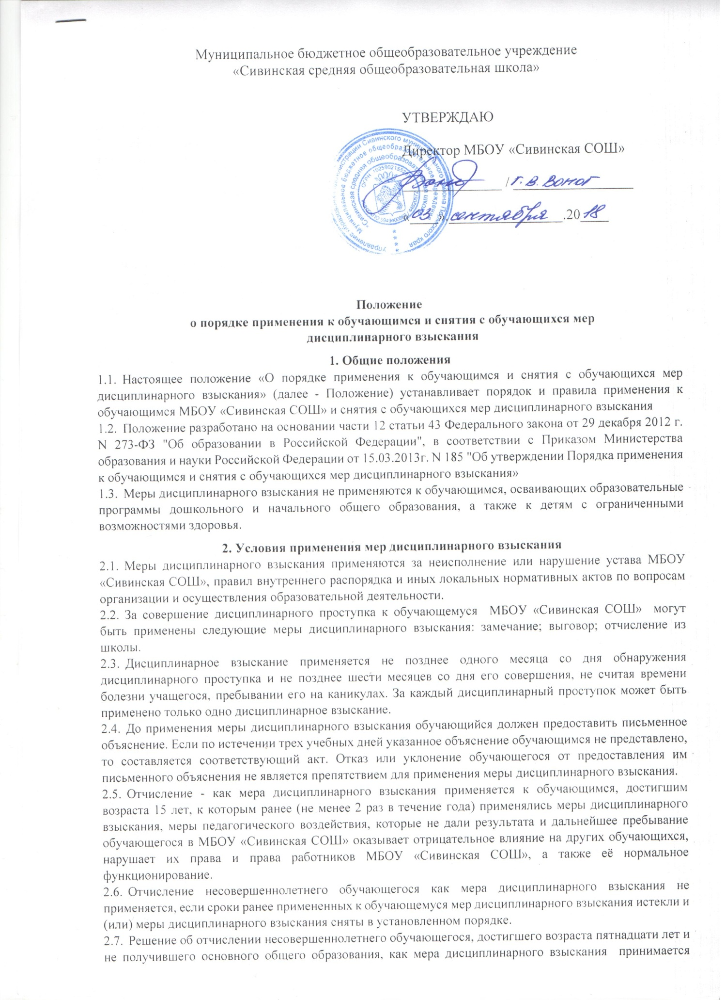 Муниципальное бюджетное общеобразовательное учреждение
«Сивинская средняя общеобразовательная школа»
УТВЕРЖДАЮ
Директор МБОУ «Сивинская СОШ»
/ Г.В. Воног
«03».сентября.2018
Управление Сивинского муниципального района Пермского края
Муниципальное бюджетное общеобразовательное учреждение
"Сивинская средняя общеобразовательная школа"
ОГРН
Положение
о порядке применения к обучающимся и снятия с обучающихся мер
дисциплинарного взыскания
1. Общие положения
1.1. Настоящее положение «О порядке применения к обучающимся и снятия с обучающихся мер
дисциплинарного взыскания» (далее - Положение) устанавливает порядок и правила применения к
обучающимся МБОУ «Сивинская СОШ» и снятия с обучающихся мер дисциплинарного взыскания
1.2. Положение разработано на основании части 12 статьи 43 Федерального закона от 29 декабря 2012 г.
N 273-ФЗ "Об образовании в Российской Федерации", в соответствии с Приказом Министерства
образования и науки Российской Федерации от 15.03.2013г. N 185 "Об утверждении Порядка применения
к обучающимся и снятия с обучающихся мер дисциплинарного взыскания»
1.3. Меры дисциплинарного взыскания не применяются к обучающимся, осваивающих образовательные
программы дошкольного и начального общего образования, а также к детям с ограниченными
возможностями здоровья.
2. Условия применения мер дисциплинарного взыскания
2.1. Меры дисциплинарного взыскания применяются за неисполнение или нарушение устава МБОУ
«Сивинская СОШ», правил внутреннего распорядка и иных локальных нормативных актов по вопросам
организации и осуществления образовательной деятельности.
2.2. За совершение дисциплинарного проступка к обучающемуся МБОУ «Сивинская СОШ» могут
быть применены следующие меры дисциплинарного взыскания: замечание; выговор; отчисление из
школы.
2.3. Дисциплинарное взыскание применяется не позднее одного месяца со дня обнаружения
дисциплинарного проступка и не позднее шести месяцев со дня его совершения, не считая времени
болезни учащегося, пребывании его на каникулах. За каждый дисциплинарный проступок может быть
применено только одно дисциплинарное взыскание.
2.4. До применения меры дисциплинарного взыскания обучающийся должен предоставить письменное
объяснение. Если по истечении трех учебных дней указанное объяснение обучающимся не представлено,
то составляется соответствующий акт. Отказ или уклонение обучающегося от предоставления им
письменного объяснения не является препятствием для применения меры дисциплинарного взыскания.
2.5. Отчисление - как мера дисциплинарного взыскания применяется к обучающимся, достигшим
возраста 15 лет, к которым ранее (не менее 2 раз в течение года) применялись меры дисциплинарного
взыскания, меры педагогического воздействия, которые не дали результата и дальнейшее пребывание
обучающегося в МБОУ «Сивинская СОШ» оказывает отрицательное влияние на других обучающихся,
нарушает их права и права работников МБОУ «Сивинская СОШ», а также её нормальное
функционирование.
2.6. Отчисление несовершеннолетнего обучающегося как мера дисциплинарного взыскания не
применяется, если сроки ранее примененных к обучающемуся мер дисциплинарного взыскания истекли и
(или) меры дисциплинарного взыскания сняты в установленном порядке.
2.7. Решение об отчислении несовершеннолетнего обучающегося, достигшего возраста пятнадцати лет и
не получившего основного общего образования, как мера дисциплинарного взыскания принимается